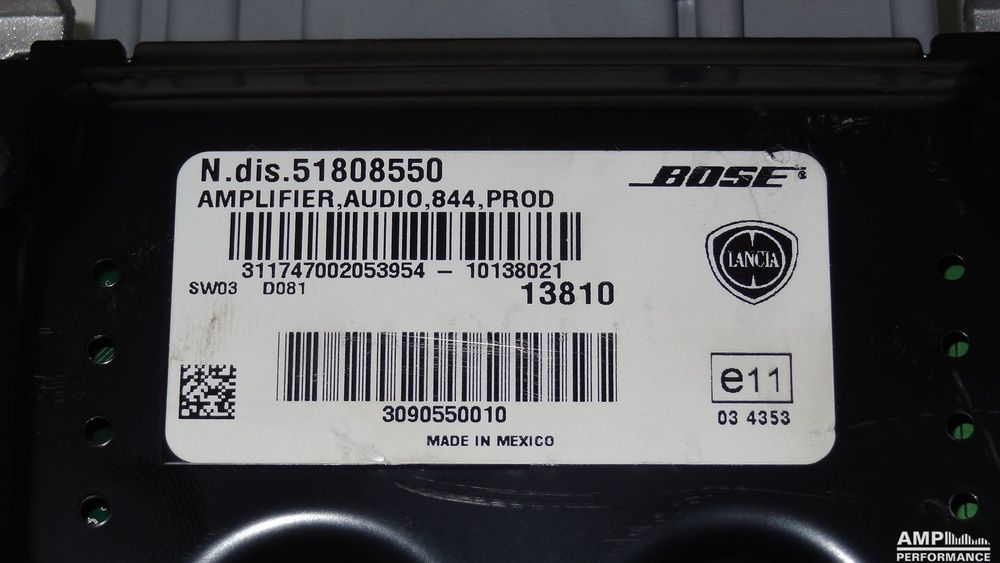 N.dis.51808550
BOSE®
AMPLIFIER,AUDIO,844,PROD
LANCIA
311747002053954 – 10138021
SW03 D081
13810
e11
03 4353
3090550010
MADE IN MEXICO
AMP
PERFORMANCE